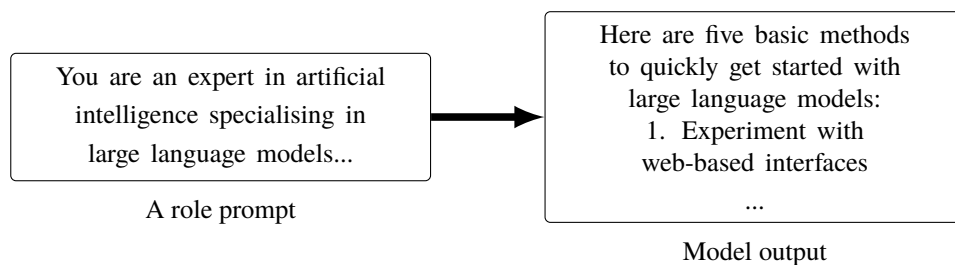 You are an expert in artificial
intelligence specialising in
large language models...
A role prompt
Here are five basic methods
to quickly get started with
large language models:
1. Experiment with
web-based interfaces
...
Model output